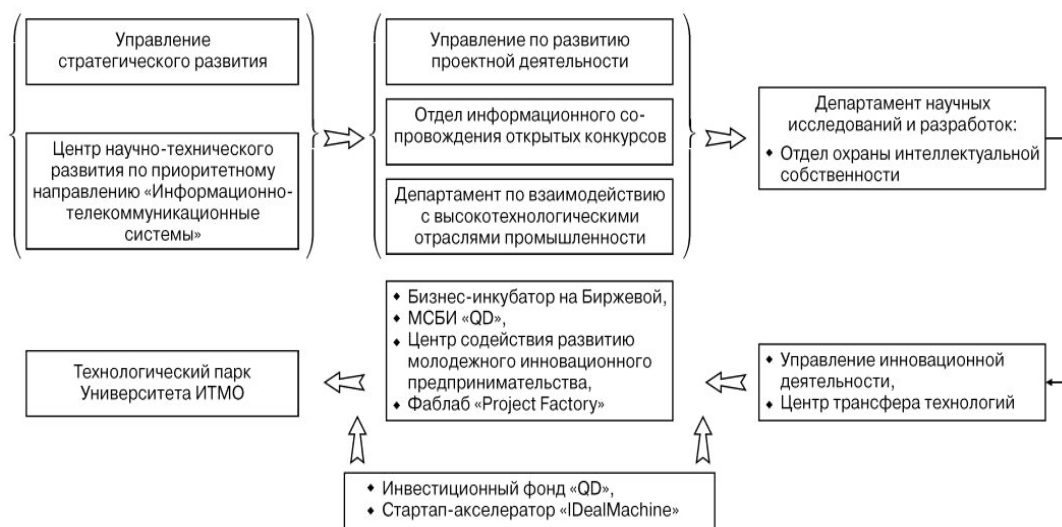 Управление
стратегического развития
Центр научно-технического
развития по приоритетному
направлению «Информационно-
телекоммуникационные
системы»
Управление по развитию
проектной деятельности
Отдел информационного со-
провождения открытых конкурсов
Департамент по взаимодействию
с высокотехнологическими
отраслями промышленности
Департамент научных
исследований и разработок:
♦ Отдел охраны интеллектуальной
собственности
♦ Управление инновационной
деятельности,
♦ Центр трансфера технологий
♦ Бизнес-инкубатор на Биржевой,
♦ МСБИ «QD»,
♦ Центр содействия развитию
молодежного инновационного
предпринимательства,
♦ Фаблаб «Project Factory»
Технологический парк
Университета ИТМО
♦ Инвестиционный фонд «QD»,
♦ Стартап-акселератор «IDealMachine»